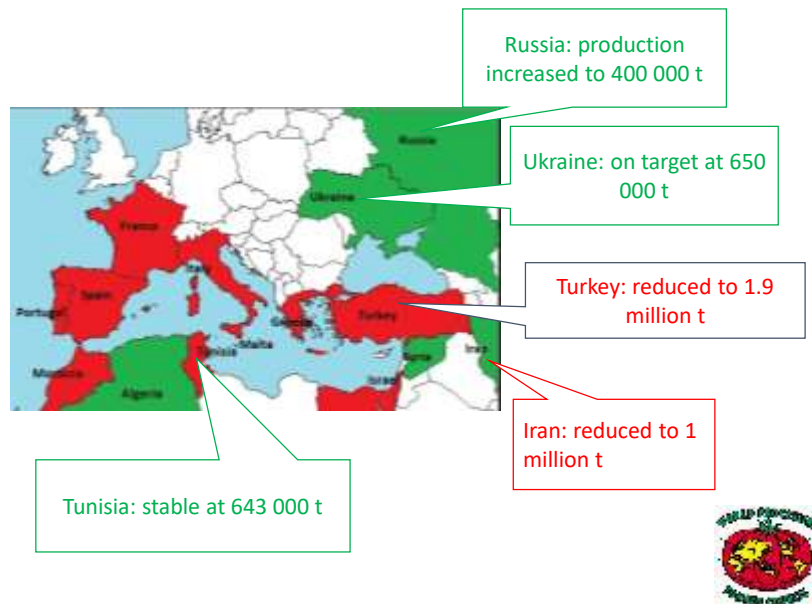 Russia: production
increased to 400 000 t
Russia
Ukraine: on target at 650
000 t
Ukraine
France
Italy
Turkey: reduced to 1.9
million t
Portugal
Spain
Turkey
Tunisia
Malta
Syria
Iran
Morocco
Israel
Algeria
Iran: reduced to 1
million t
Tunisia: stable at 643 000 t